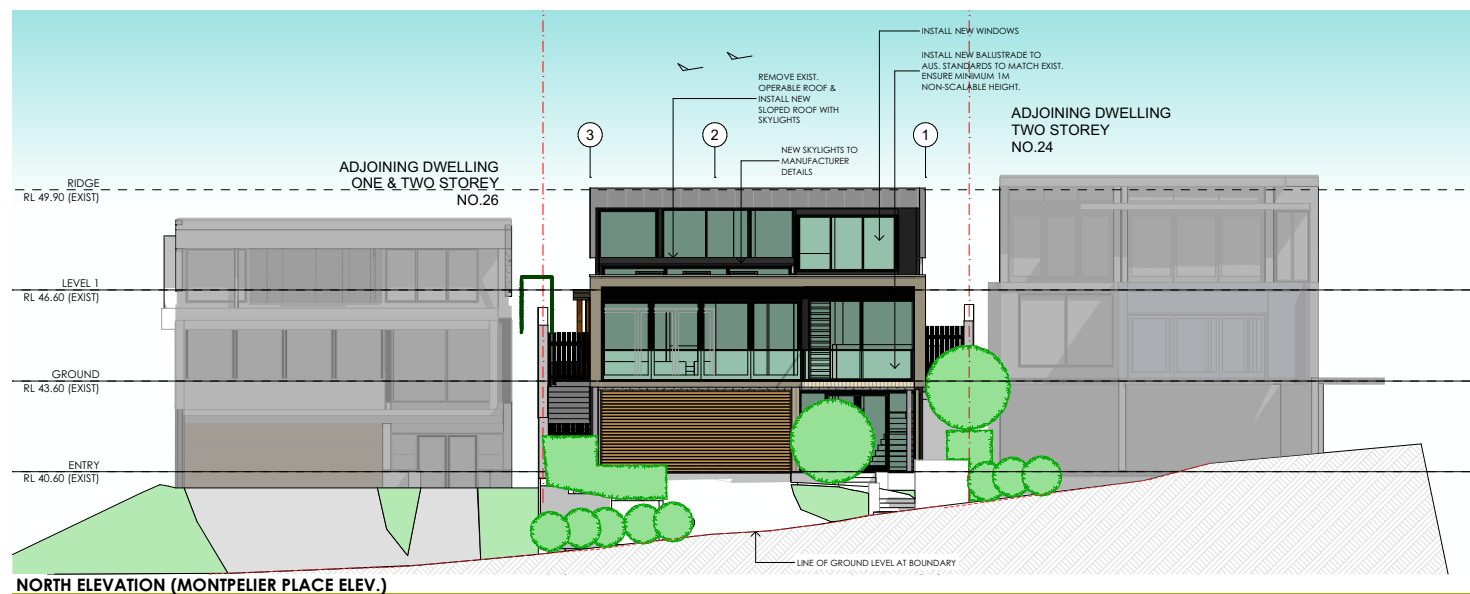 INSTALL NEW WINDOWS
INSTALL NEW BALUSTRADE TO
AUS. STANDARDS TO MATCH EXIST.
ENSURE MINIMUM 1M
NON-SCALABLE HEIGHT.
REMOVE EXIST.
OPERABLE ROOF &
INSTALL NEW
SLOPED ROOF WITH
SKYLIGHTS
ADJOINING DWELLING
TWO STOREY
NO.24
3
2
1
NEW SKYLIGHTS TO
MANUFACTURER
DETAILS
ADJOINING DWELLING
ONE & TWO STOREY
NO.26
RIDGE
RL 49.90 (EXIST)
LEVEL 1
RL 46.60 (EXIST)
GROUND
RL 43.60 (EXIST)
ENTRY
RL 40.60 (EXIST)
LINE OF GROUND LEVEL AT BOUNDARY
NORTH ELEVATION (MONTPELIER PLACE ELEV.)